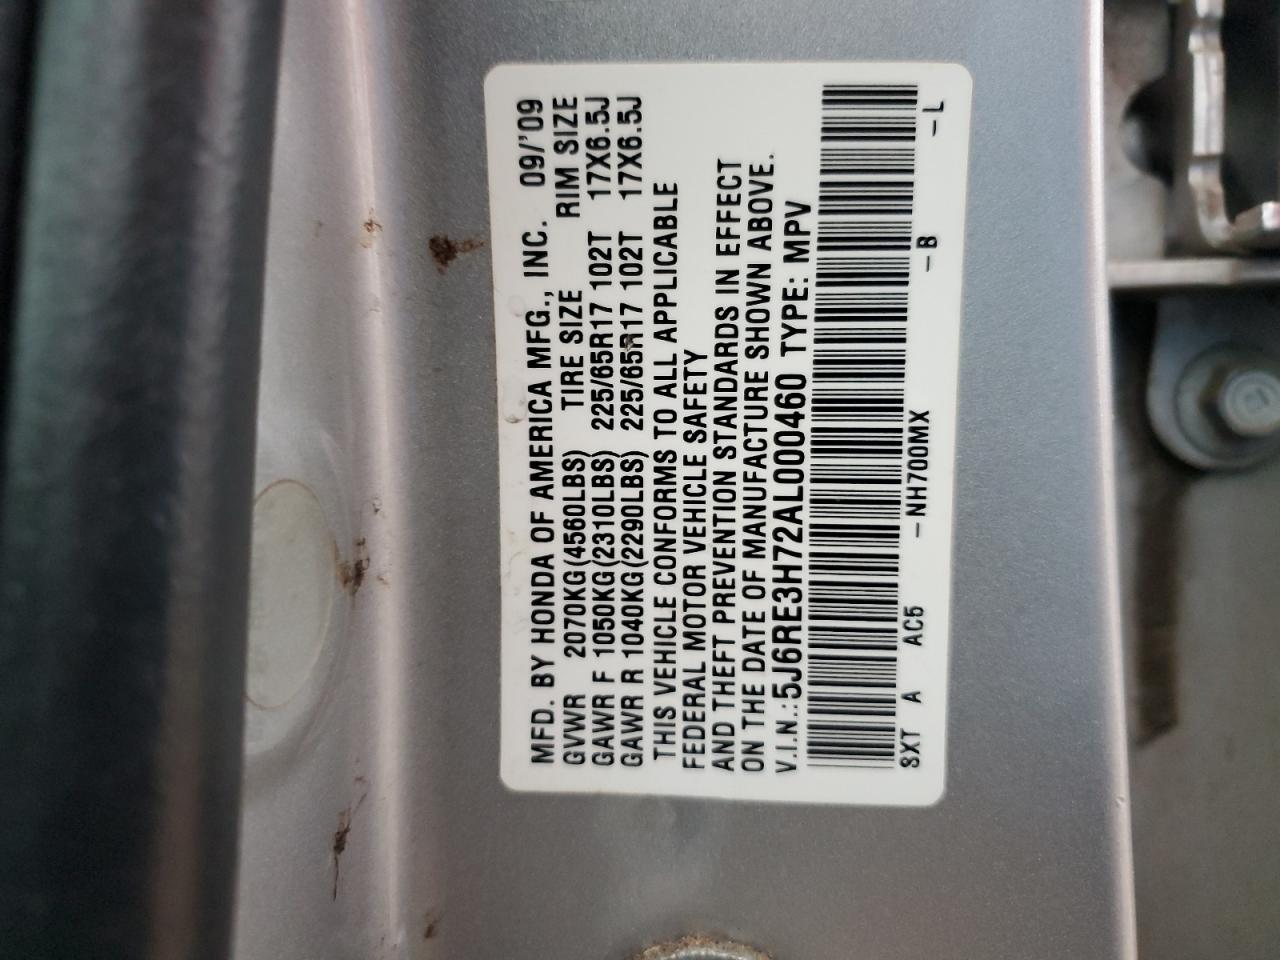 MFD. BY HONDA OF AMERICA MFG., INC. 09/'09
GVWR 2070KG(4560LBS) TIRE SIZE RIM SIZE
GAWR F 1050KG(2310LBS) 225/65R17 102T 17X6.5J
GAWR R 1040KG(2290LBS) 225/65R17 102T 17X6.5J
THIS VEHICLE CONFORMS TO ALL APPLICABLE
FEDERAL MOTOR VEHICLE SAFETY
AND THEFT PREVENTION STANDARDS IN EFFECT
ON THE DATE OF MANUFACTURE SHOWN ABOVE.
V.I.N.:5J6RE3H72AL000460 TYPE: MPV
SXT A AC5 -NH700MX -B -L